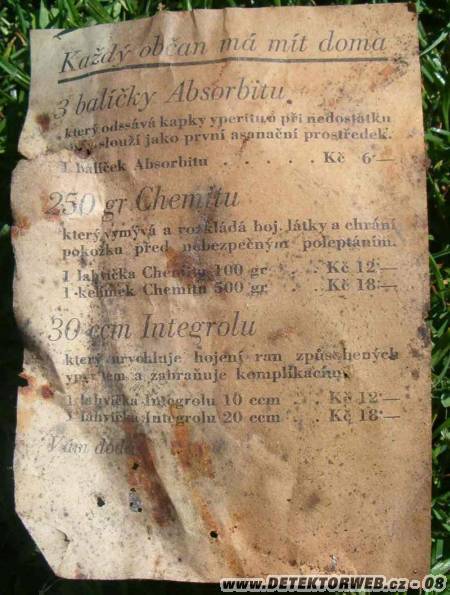 Každý občan má mít doma
3 balíčky Absorbitu
který odssává kapky yperitu o při nedostatku
slouží jako první asanační prostředek.
1 balíček Absorbitu . . . . . . Kč 6·—
250 gr Chemitu
který vymývá a rozkládá boj. látky a chrání
pokožku před nebezpečným poleptáním.
1 lahvička Chemitu 100 gr . . . Kč 12·—
1 kelímek Chemitu 500 gr . . . Kč 18·—
30 ccm Integrolu
který urychluje hojení ran způsobených
yperitem a zabraňuje komplikacím.
1 lahvička Integrolu 10 ccm . . . Kč 12·—
1 lahvička Integrolu 20 ccm . . . Kč 18·—
Vám
www.DETEKTORWEB.cz - 08